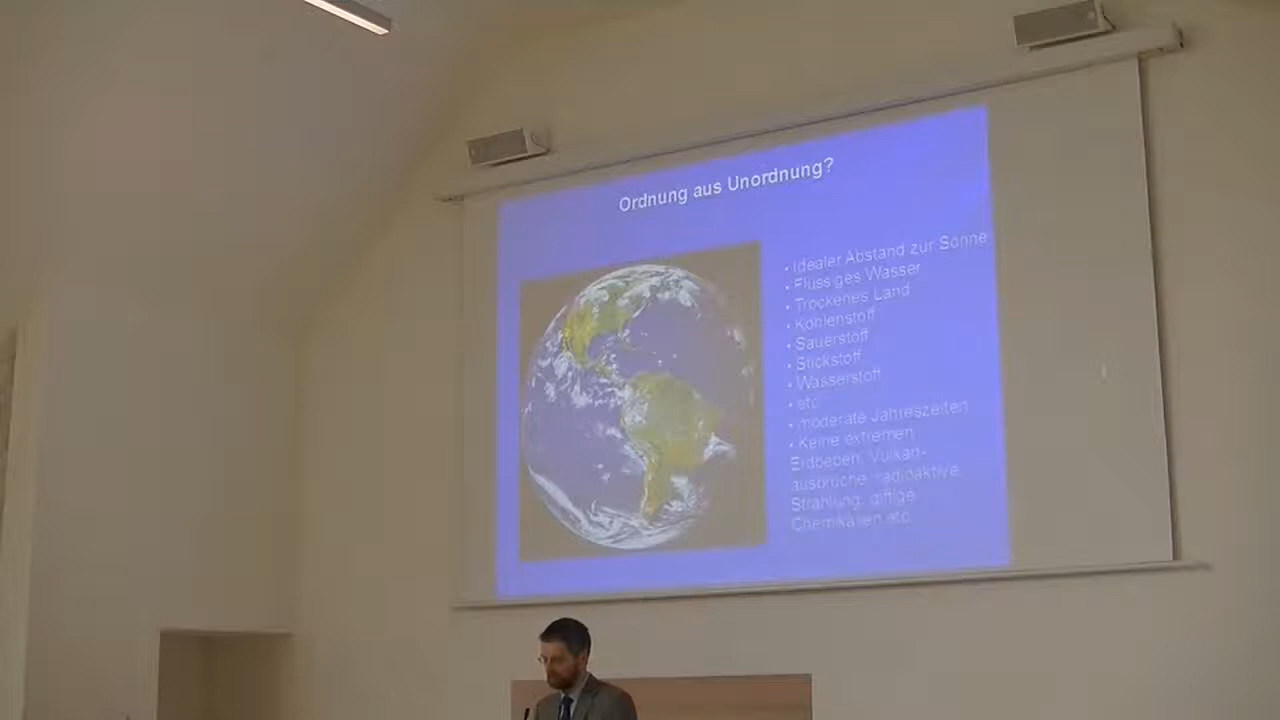 Ordnung aus Unordnung?
• Idealer Abstand zur Sonne
• Flüssiges Wasser
• Trockenes Land
• Kohlenstoff
• Sauerstoff
• Stickstoff
• Wasserstoff
• etc
• moderate Jahreszeiten
• Keine extremen
Erdbeben, Vulkan-
ausbrüche, radioaktive
Strahlung, giftige
Chemikalien etc.